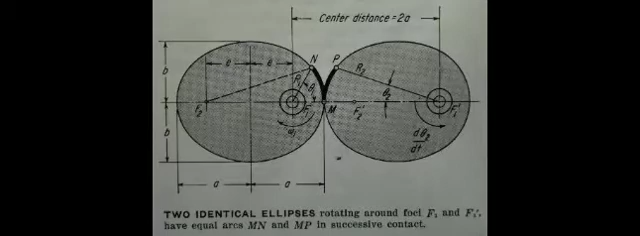 Center distance = 2a
N P
b c c R₁ θ₁ R₂ θ₂
F₂ F₁ M F₂' F₁'
b ω₁ dθ₂
dt
a a
TWO IDENTICAL ELLIPSES rotating around foci F₁ and F₁',
have equal arcs MN and MP in successive contact.